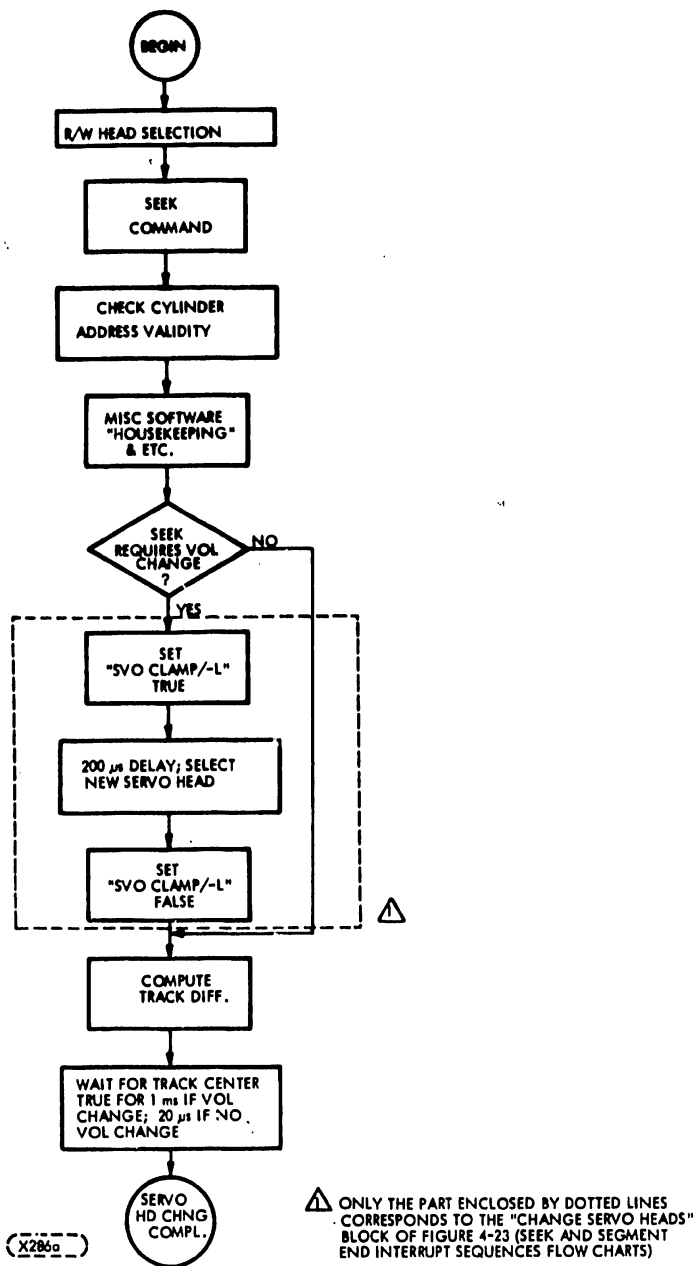 BEGIN
R/W HEAD SELECTION
SEEK
COMMAND
CHECK CYLINDER
ADDRESS VALIDITY
MISC SOFTWARE
"HOUSEKEEPING"
& ETC.
SEEK
REQUIRES VOL
CHANGE
?
NO
YES
SET
"SVO CLAMP/-L"
TRUE
200 µs DELAY; SELECT
NEW SERVO HEAD
SET
"SVO CLAMP/-L"
FALSE
1
COMPUTE
TRACK DIFF.
WAIT FOR TRACK CENTER
TRUE FOR 1 ms IF VOL
CHANGE; 20 µs IF NO
VOL CHANGE
SERVO
HD CHNG
COMPL.
1 ONLY THE PART ENCLOSED BY DOTTED LINES
CORRESPONDS TO THE "CHANGE SERVO HEADS"
BLOCK OF FIGURE 4-23 (SEEK AND SEGMENT
END INTERRUPT SEQUENCES FLOW CHARTS)
X286a